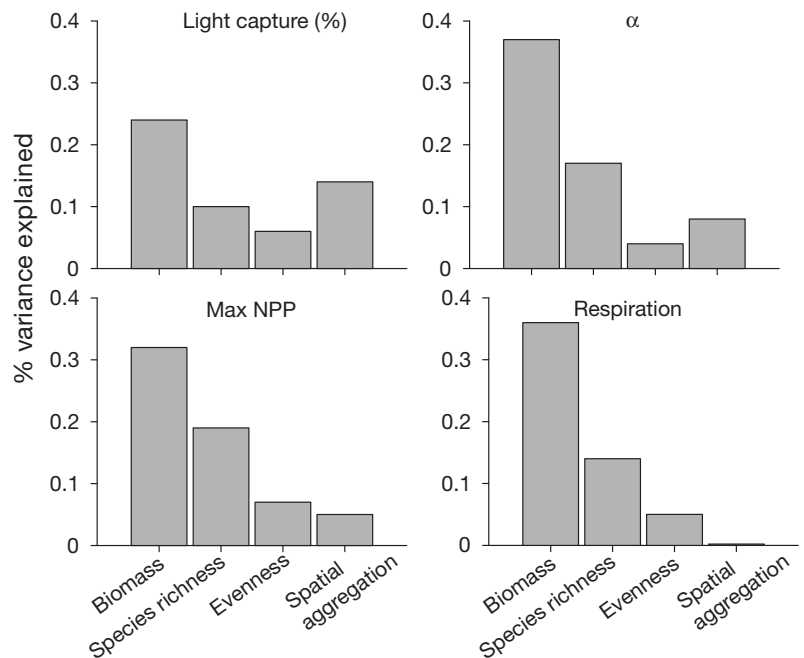 Light capture (%)
α
0.4
0.3
0.2
0.1
0
0.4
0.3
0.2
0.1
0
% variance explained
Max NPP
Respiration
0.4
0.3
0.2
0.1
0
0.4
0.3
0.2
0.1
0
Biomass
Species richness
Evenness
Spatial
aggregation
Biomass
Species richness
Evenness
Spatial
aggregation